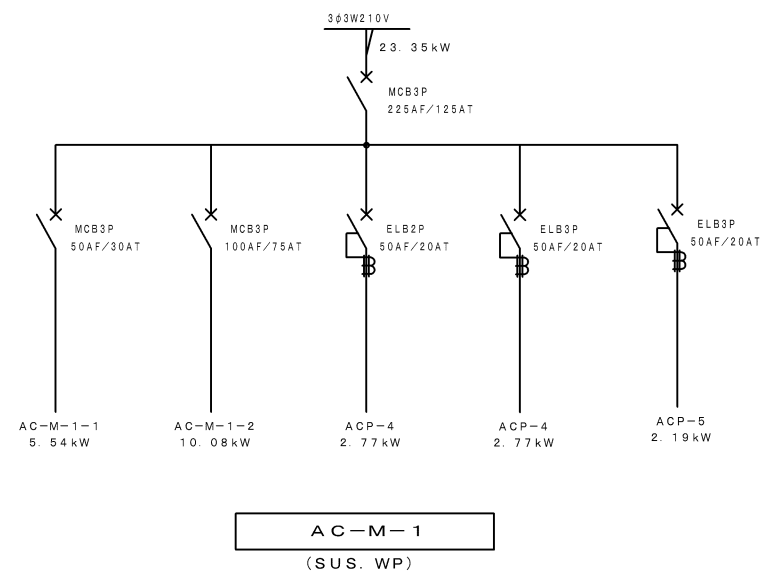 3φ3W210V
23.35kW
MCB3P
225AF/125AT
MCB3P
50AF/30AT
MCB3P
100AF/75AT
ELB2P
50AF/20AT
ELB3P
50AF/20AT
ELB3P
50AF/20AT
AC-M-1-1
5.54kW
AC-M-1-2
10.08kW
ACP-4
2.77kW
ACP-4
2.77kW
ACP-5
2.19kW
AC-M-1
(SUS. WP)